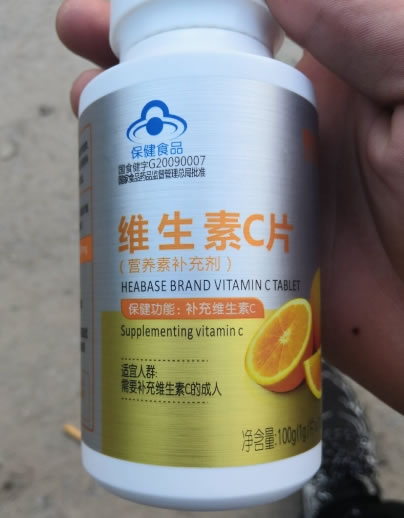 保健食品
国食健字G20090007
国家食品药品监督管理总局批准
维生素C片
(营养素补充剂)
HEABASE BRAND VITAMIN C TABLET
保健功能:补充维生素C
Supplementing vitamin c
适宜人群:
需要补充维生素C的成人
净含量:100g(1g